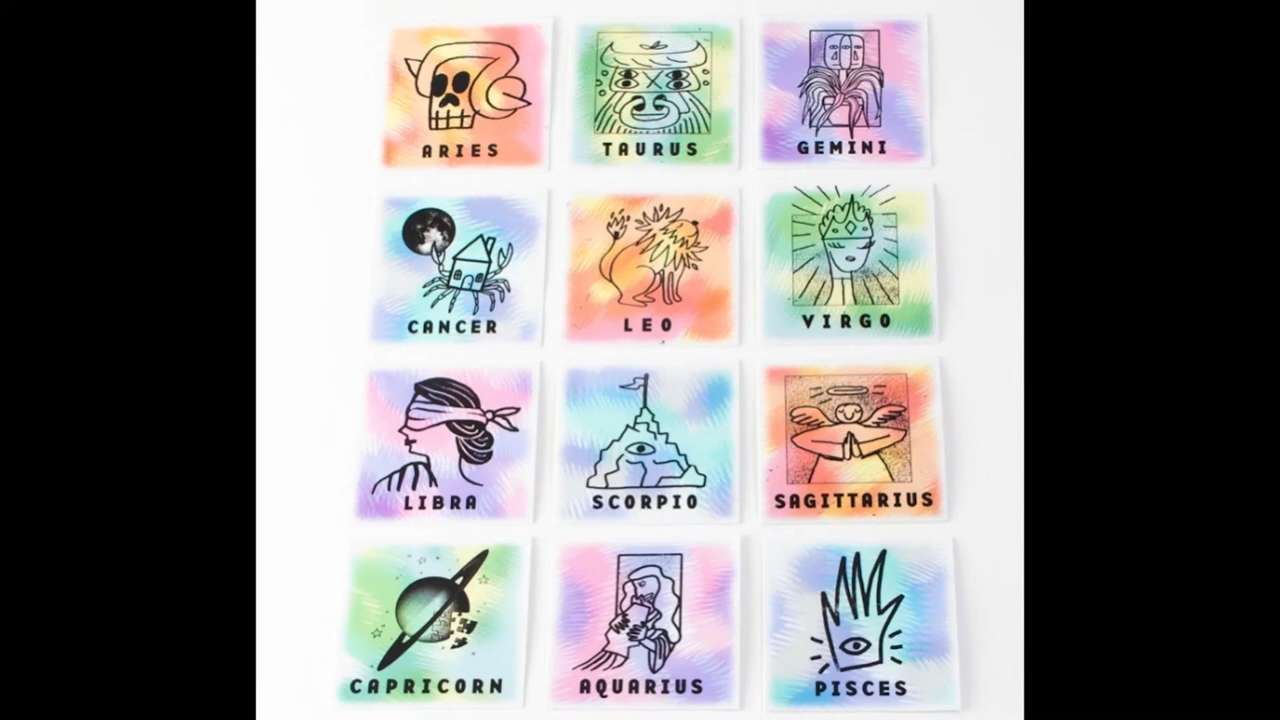 ARIES
TAURUS
GEMINI
CANCER
LEO
VIRGO
LIBRA
SCORPIO
SAGITTARIUS
CAPRICORN
AQUARIUS
PISCES